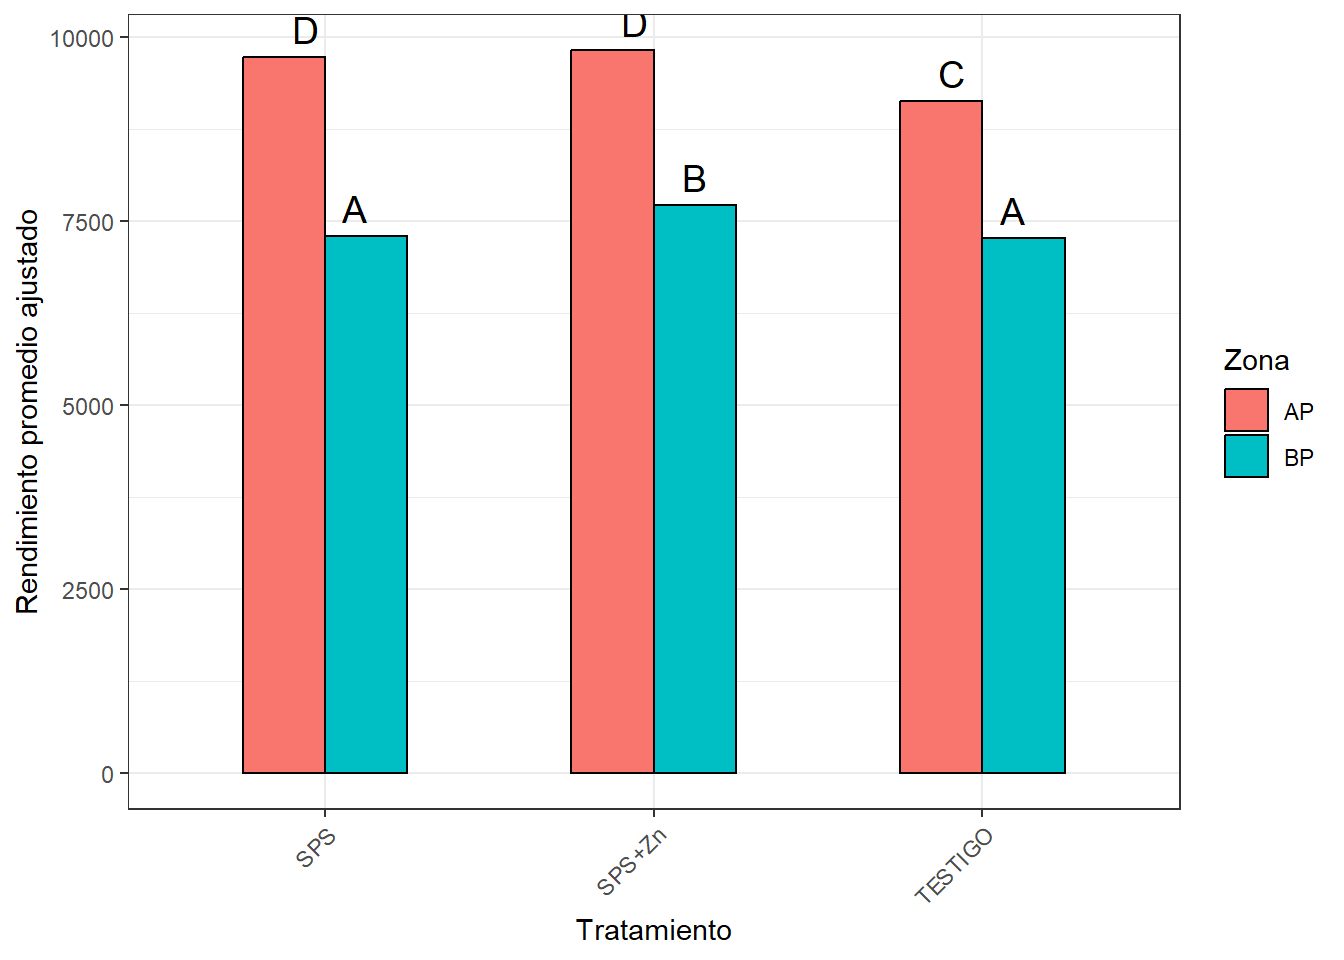 Rendimiento promedio ajustado
10000
7500
5000
2500
0
D
A
D
B
C
A
SPS
SPS+Zn
TESTIGO
Tratamiento
Zona
AP
BP